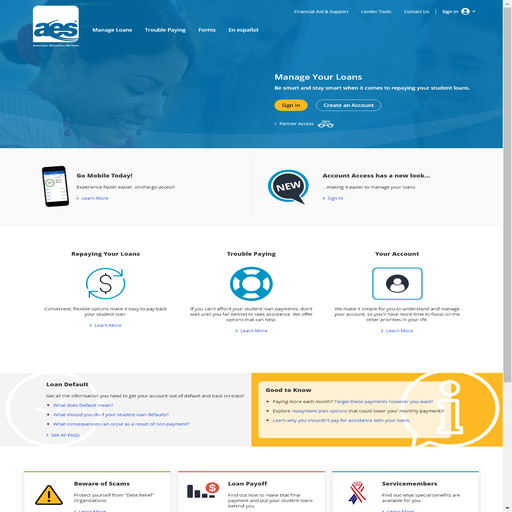 Financial Aid & Support
Lender Tools
Contact Us
Sign in
aes
American Education Services
Manage Loans
Trouble Paying
Forms
En español
Manage Your Loans
Be smart and stay smart when it comes to repaying your student loans.
Sign In
Create an Account
Partner Access
Go Mobile Today!
Experience faster easier, on-the-go access!
Learn More
NEW
Account Access has a new look...
...making it easier to manage your loans.
Sign In
Repaying Your Loans
Convenient, flexible options make it easy to pay back
your student loan.
Learn More
Trouble Paying
If you can't afford your student loan payments, don't
wait until you fall behind to seek assistance. We offer
options that can help.
Learn More
Your Account
We make it simple for you to understand and manage
your account, so you'll have more time to focus on the
other priorities in your life.
Learn More
Loan Default
Get all the information you need to get your account out of default and back on track!
What does Default mean?
What should you do if your student loan defaults?
What consequences can occur as a result of non-payment?
See All FAQs
Good to Know
Paying more each month? Target these payments however you want!
Explore repayment plan options that could lower your monthly payments?
Learn why you shouldn't pay for assistance with your loans.
Beware of Scams
Protect yourself from "Debt Relief"
Organizations.
Learn More
Loan Payoff
Find out how to make that final
payment and put your student loans
behind you.
Servicemembers
Find out what special benefits are
available for you.
Learn More